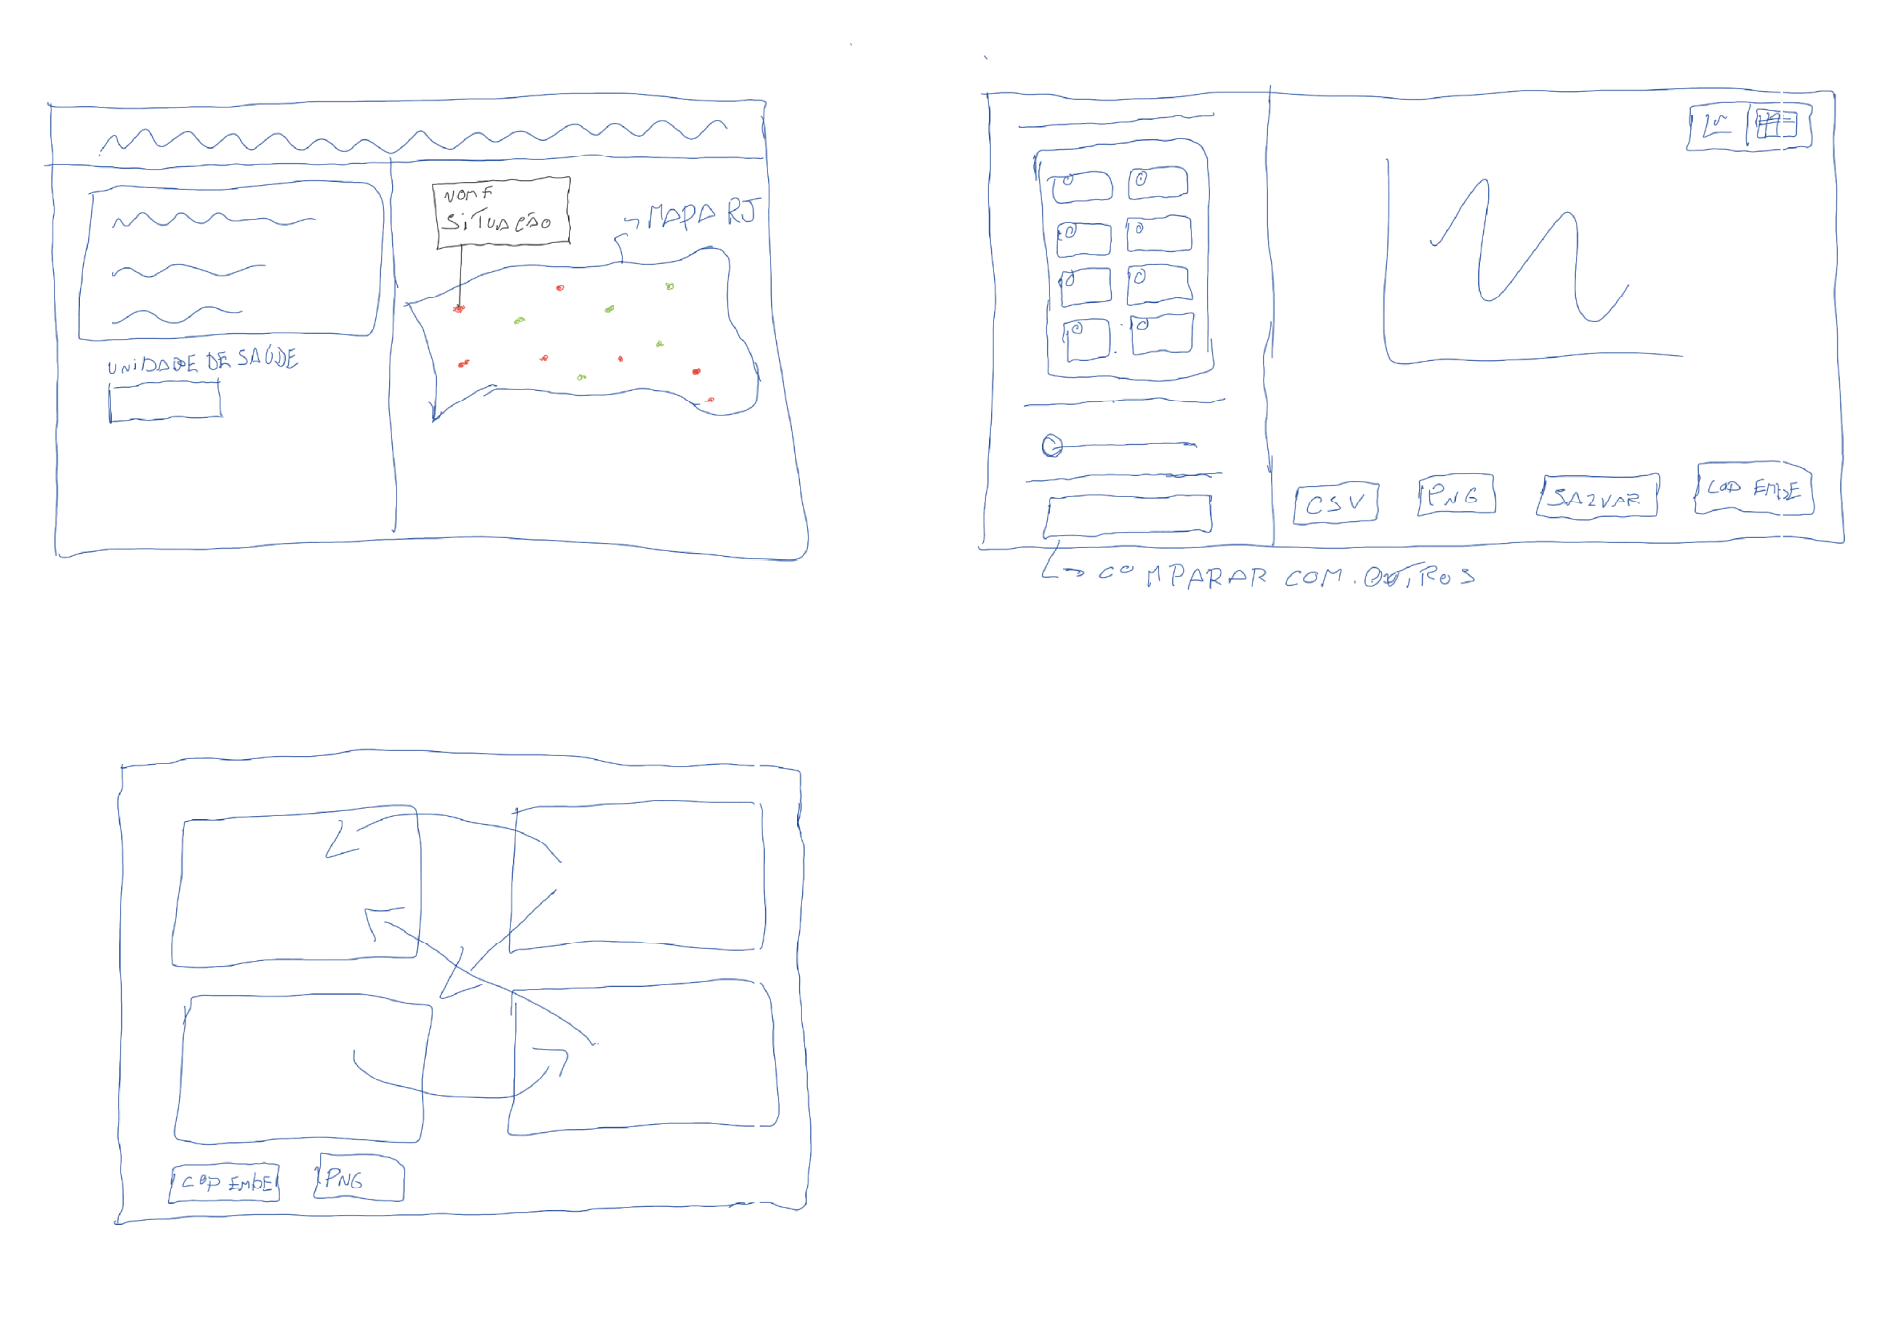 NOME
SITUAÇÃO
MAPA RJ
UNIDADE DE SAÚDE
CSV
PNG
SALVAR
COD EMBE
COMPARAR COM OUTROS
COD EMBE
PNG